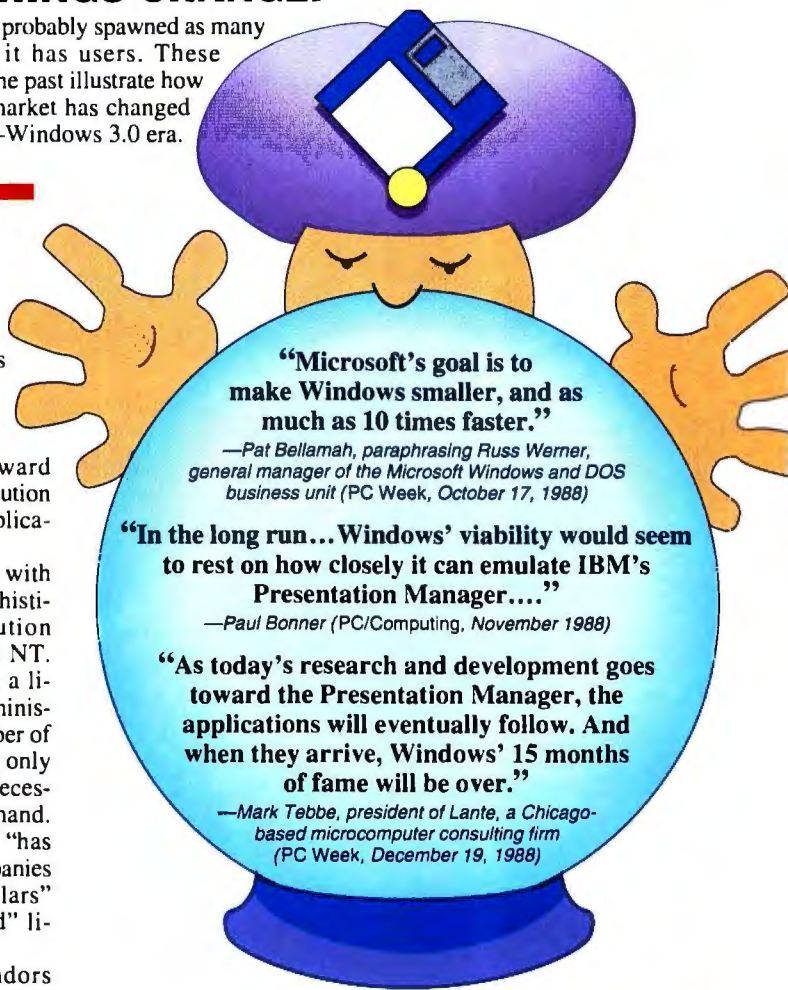 probably spawned as many
it has users. These
he past illustrate how
market has changed
-Windows 3.0 era.
s
ward
ution
plica-
with
histi-
ution
NT.
a li-
ninis-
ber of
only
eces-
hand.
“has
panies
lars”
d” li-
ndors
“Microsoft's goal is to
make Windows smaller, and as
much as 10 times faster.”
—Pat Bellamah, paraphrasing Russ Werner,
general manager of the Microsoft Windows and DOS
business unit (PC Week, October 17, 1988)
“In the long run... Windows' viability would seem
to rest on how closely it can emulate IBM's
Presentation Manager....”
—Paul Bonner (PC/Computing, November 1988)
“As today's research and development goes
toward the Presentation Manager, the
applications will eventually follow. And
when they arrive, Windows' 15 months
of fame will be over.”
—Mark Tebbe, president of Lante, a Chicago-
based microcomputer consulting firm
(PC Week, December 19, 1988)